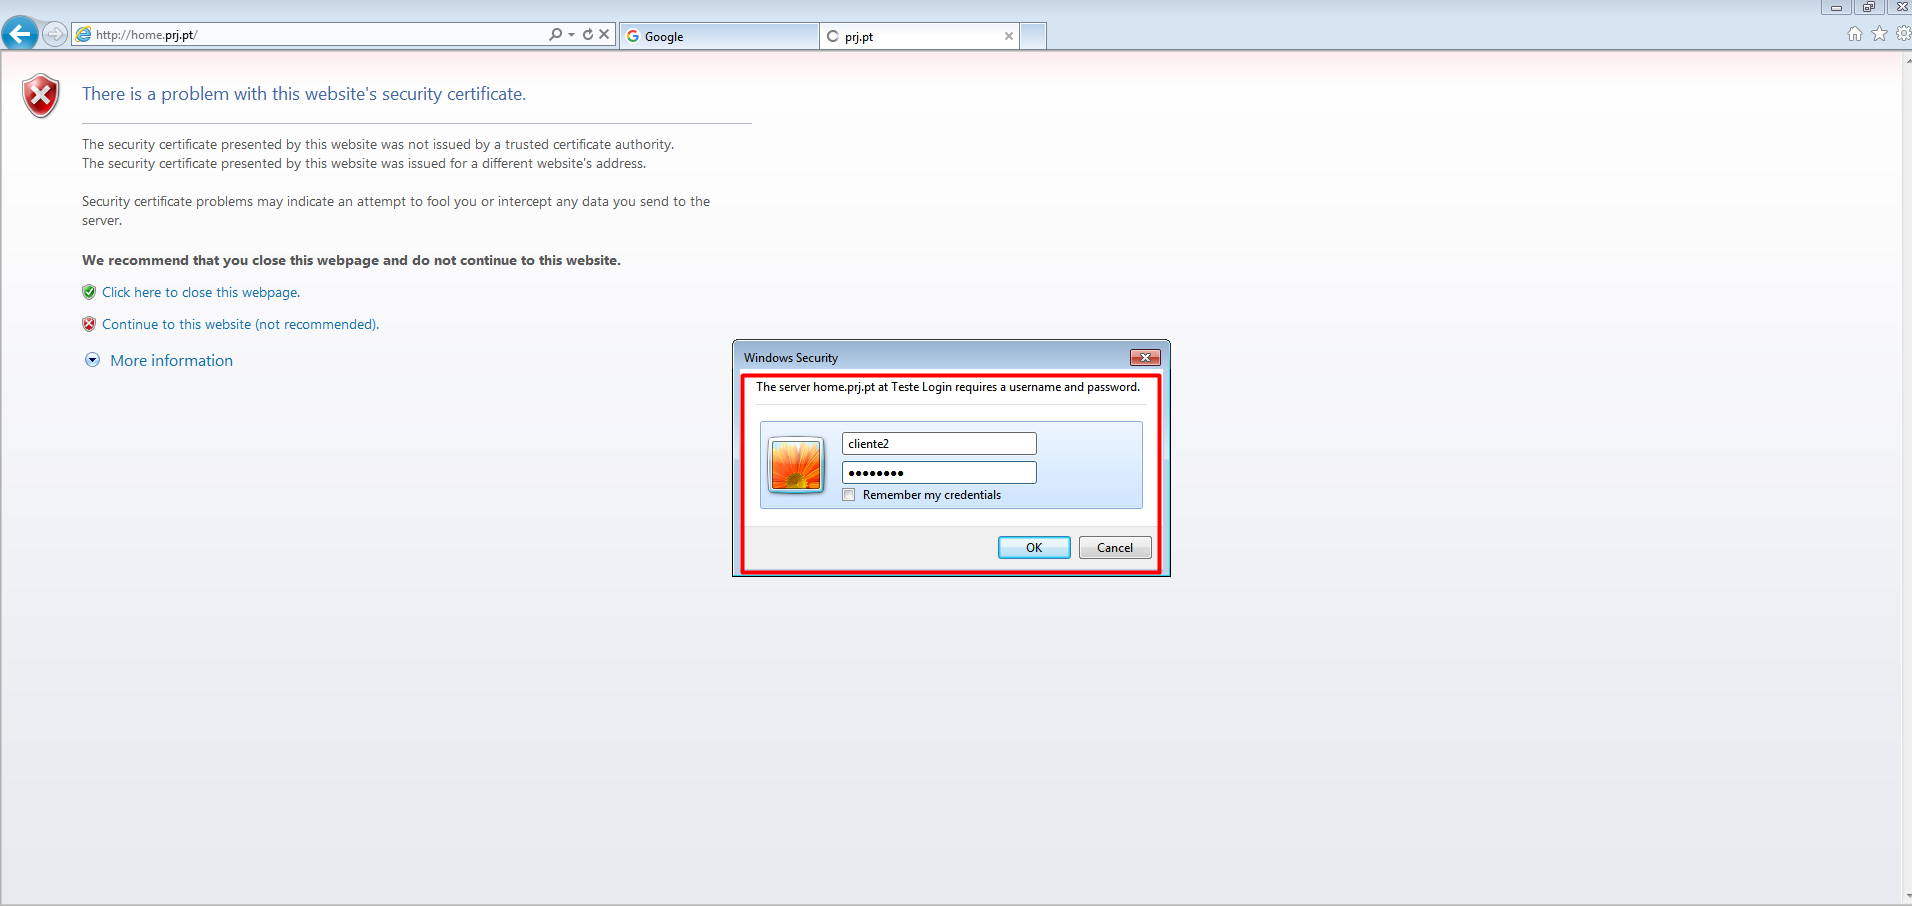 http://home.prj.pt/
Google
prj.pt
There is a problem with this website's security certificate.
The security certificate presented by this website was not issued by a trusted certificate authority.
The security certificate presented by this website was issued for a different website's address.
Security certificate problems may indicate an attempt to fool you or intercept any data you send to the
server.
We recommend that you close this webpage and do not continue to this website.
Click here to close this webpage.
Continue to this website (not recommended).
More information
Windows Security
The server home.prj.pt at Teste Login requires a username and password.
cliente2
••••••••
Remember my credentials
OK
Cancel